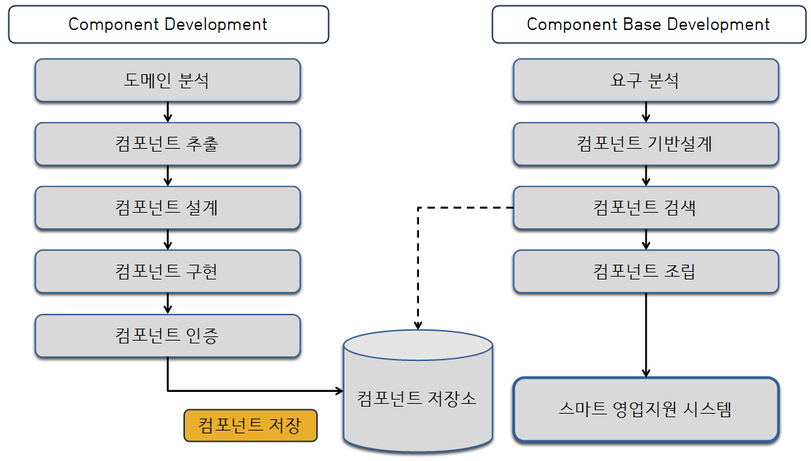 Component Development
도메인 분석
컴포넌트 추출
컴포넌트 설계
컴포넌트 구현
컴포넌트 인증
컴포넌트 저장
컴포넌트 저장소
Component Base Development
요구 분석
컴포넌트 기반설계
컴포넌트 검색
컴포넌트 조립
스마트 영업지원 시스템